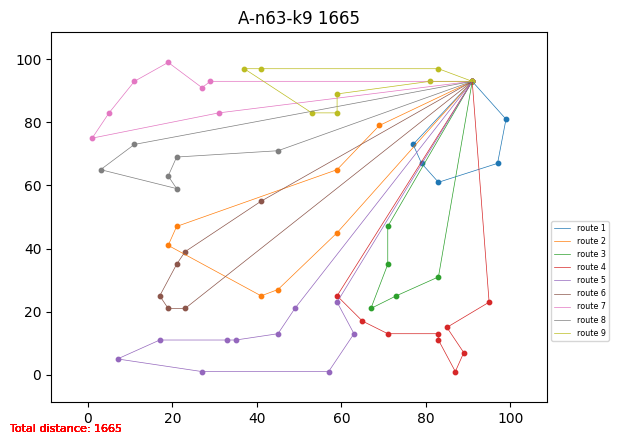 A-n63-k9 1665
100
80
60
40
20
0
0 20 40 60 80 100
route 1
route 2
route 3
route 4
route 5
route 6
route 7
route 8
route 9
Total distance: 1665